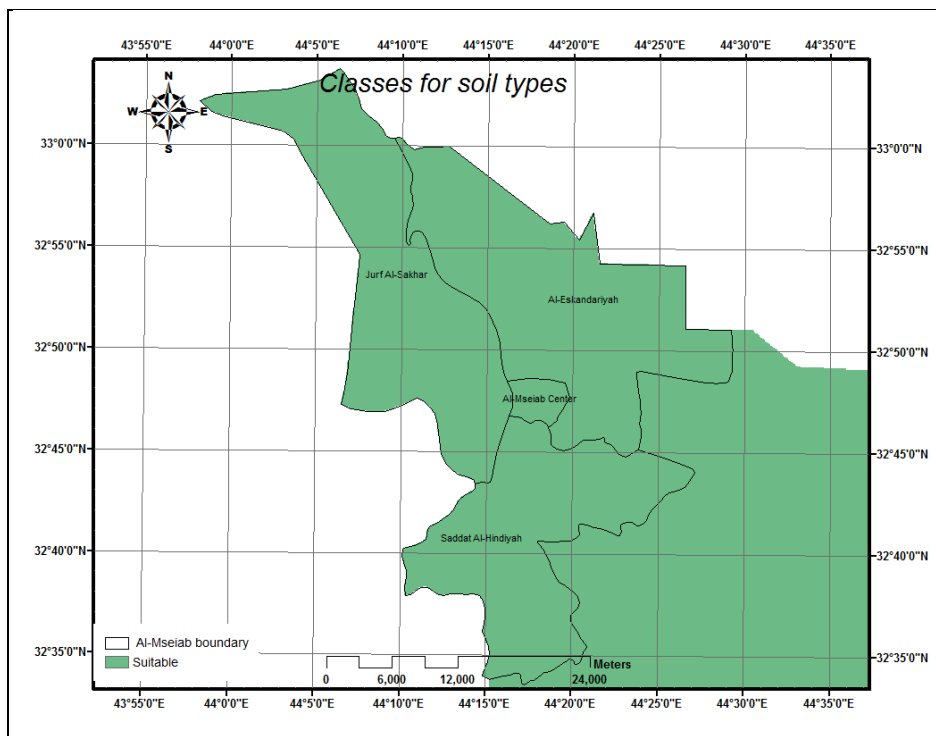 43°55'0"E 44°0'0"E 44°5'0"E 44°10'0"E 44°15'0"E 44°21'0"E 44°26'0"E 44°30'0"E 44°35'0"E
Classes for soil types
N
W E
S
33°0'0"N 33°0'0"N
32°55'0"N 32°55'0"N
Jurf Al-Sakhar
Al-Eskandariyah
32°50'0"N 32°50'0"N
Al-Mseiab Center
32°45'0"N 32°45'0"N
Saddat Al-Hindiyah
32°40'0"N 32°40'0"N
Al-Mseiab boundary
Suitable
32°35'0"N 32°35'0"N
Meters
0 6,000 12,000 24,000
43°55'0"E 44°0'0"E 44°5'0"E 44°10'0"E 44°15'0"E 44°20'0"E 44°25'0"E 44°30'0"E 44°35'0"E